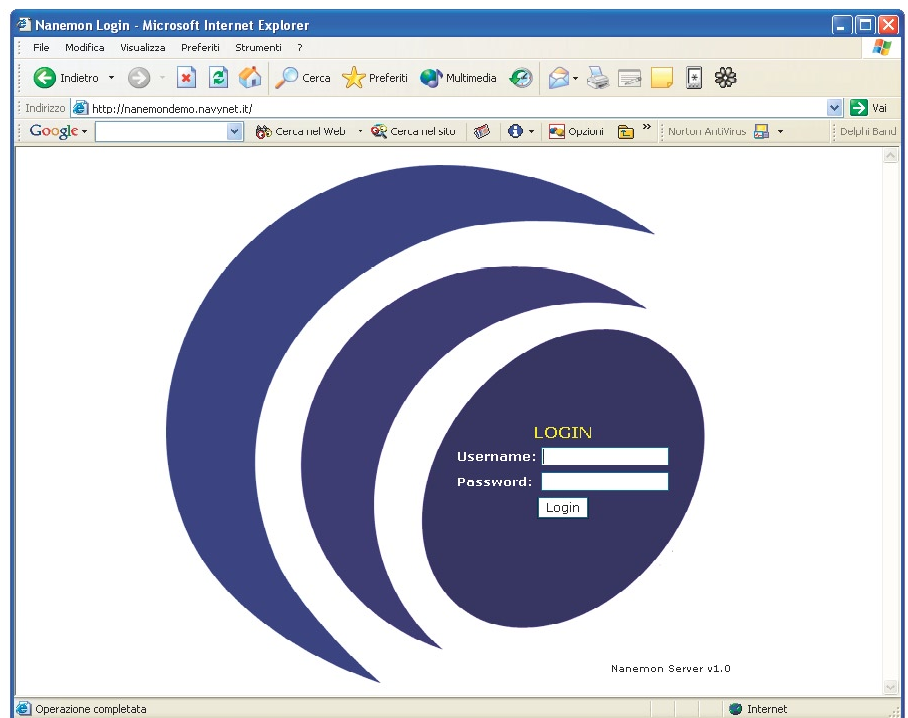 Nanemon Login - Microsoft Internet Explorer
File Modifica Visualizza Preferiti Strumenti ?
Indietro Cerca Preferiti Multimedia
Indirizzo http://nanemondemo.navynet.it/ Vai
Google Cerca nel Web Cerca nel sito Opzioni » Norton AntiVirus Delphi Band
LOGIN
Username:
Password:
Login
Nanemon Server v1.0
Operazione completata Internet